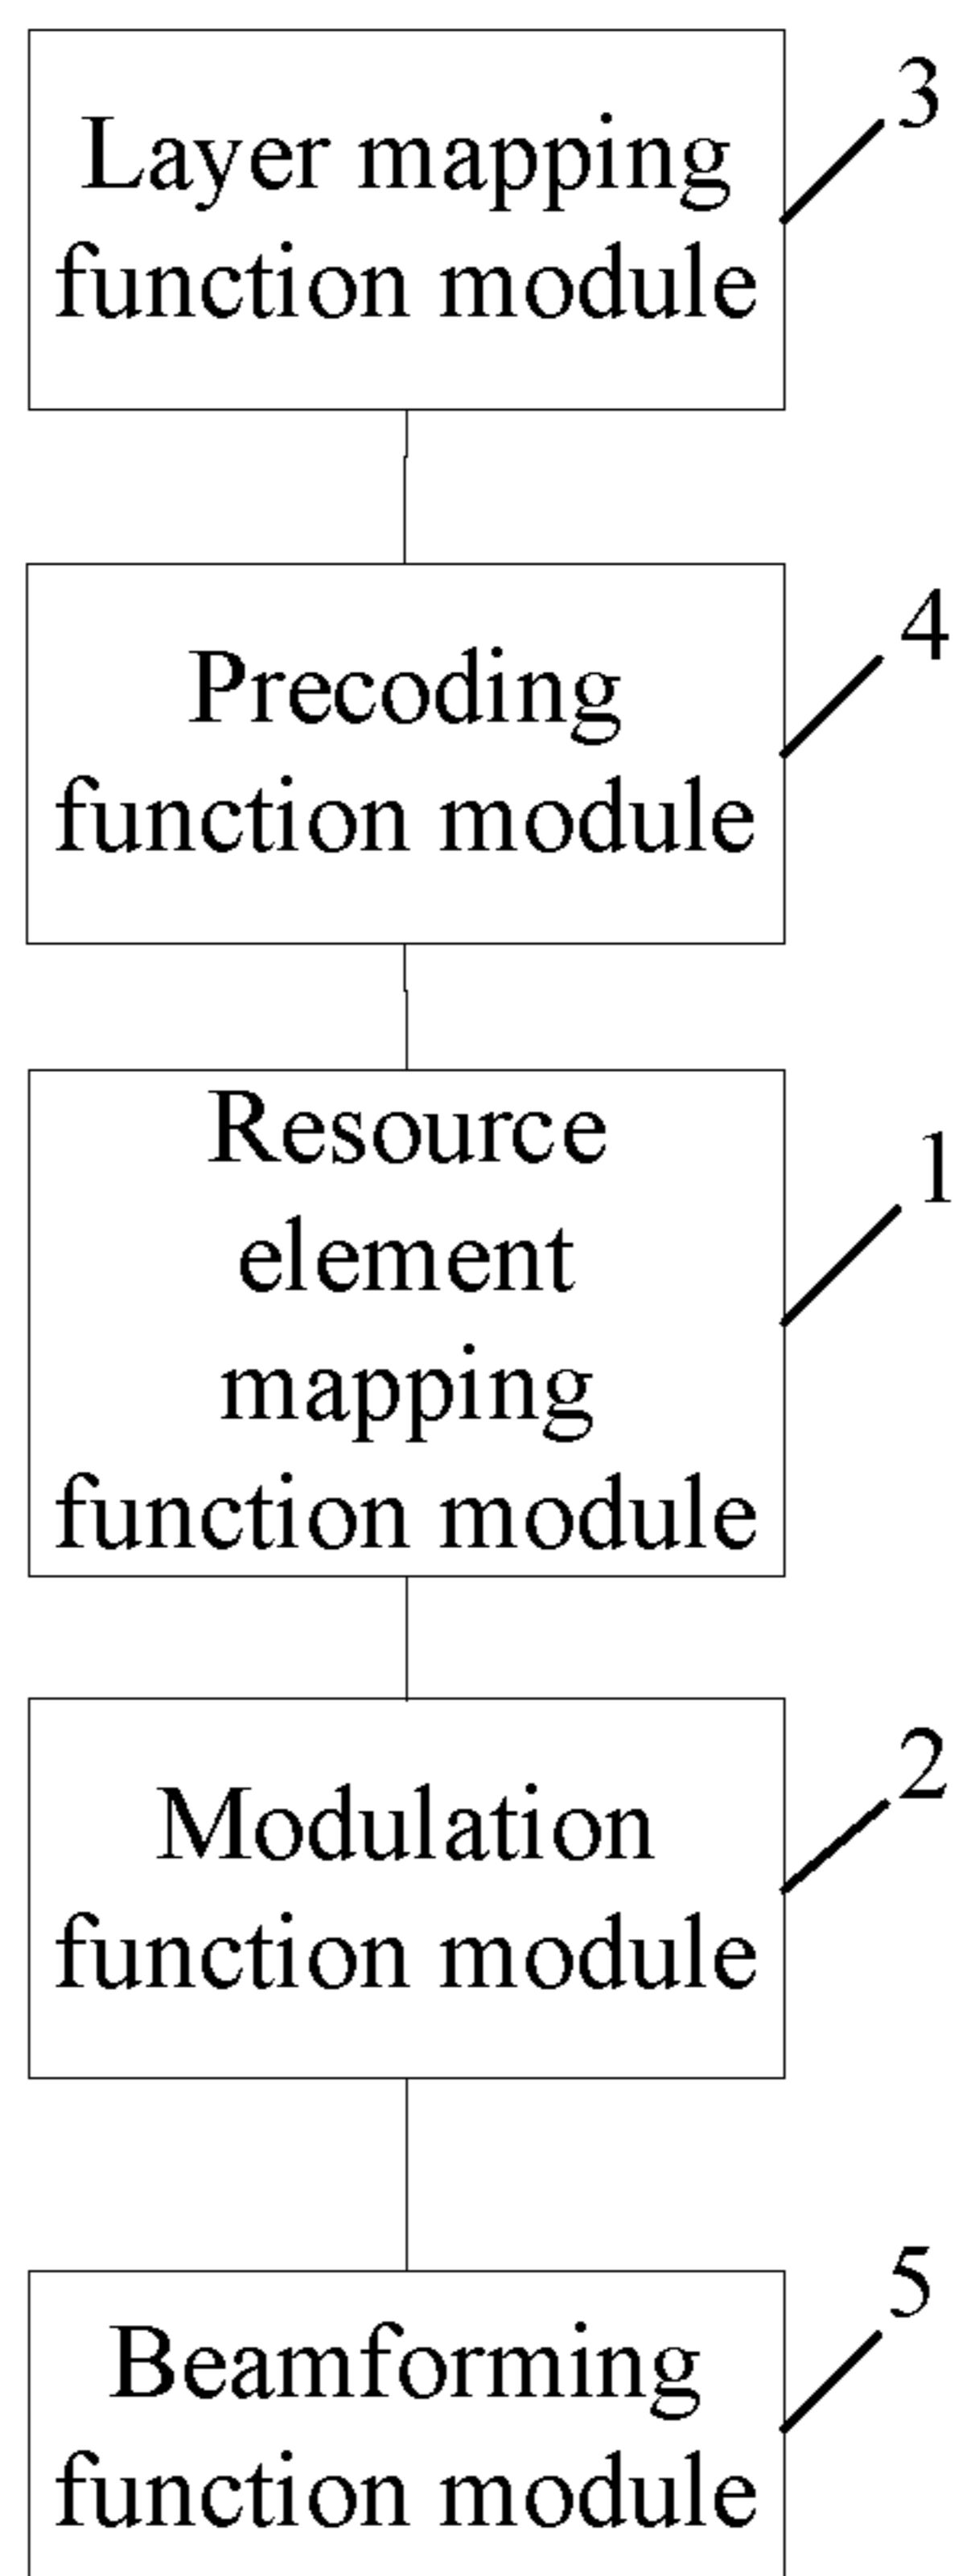 Layer mapping
function module
3
Precoding
function module
4
Resource
element
mapping
function module
1
Modulation
function module
2
Beamforming
function module
5